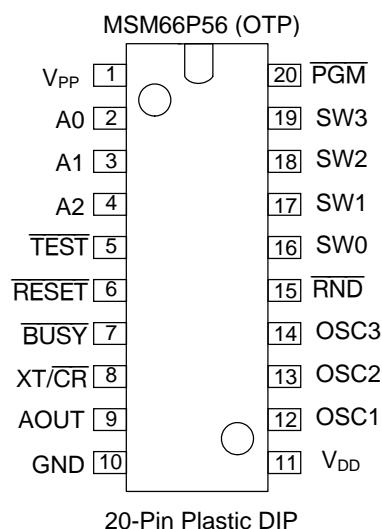 MSM66P56 (OTP)
VPP 1 20 PGM
A0 2 19 SW3
A1 3 18 SW2
A2 4 17 SW1
TEST 5 16 SW0
RESET 6 15 RND
BUSY 7 14 OSC3
XT/CR 8 13 OSC2
AOUT 9 12 OSC1
GND 10 11 VDD
20-Pin Plastic DIP